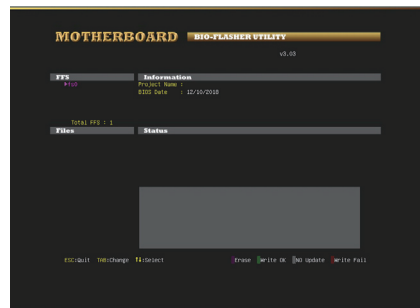 MOTHERBOARD BIO-FLASHER UTILITY
v3.03
FFS Information
fs0 Project Name :
BIOS Date : 12/10/2018
Total FFS : 1
Files Status
ESC:Quit TAB:Change ↑↓:Select Erase Write OK NO Update Write Fail